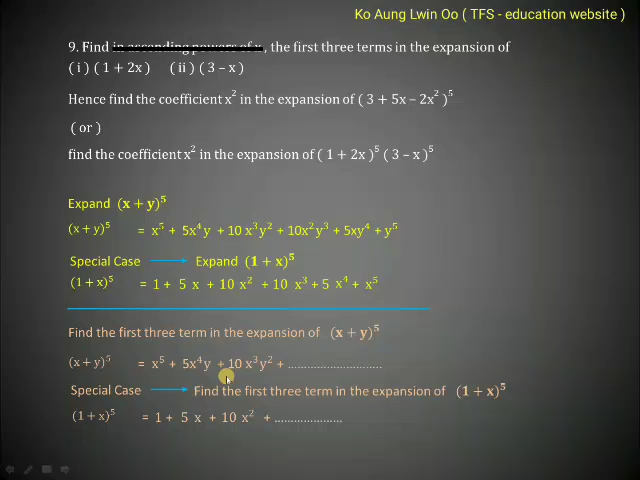 Ko Aung Lwin Oo ( TFS - education website )
9. Find in ascending powers of x, the first three terms in the expansion of
( i ) ( 1 + 2x ) ( ii ) ( 3 – x )
Hence find the coefficient x² in the expansion of ( 3 + 5x – 2x² )⁵
( or )
find the coefficient x² in the expansion of ( 1 + 2x )⁵ ( 3 – x )⁵
Expand (x + y)⁵
(x + y)⁵ = x⁵ + 5x⁴y + 10 x³y² + 10x²y³ + 5xy⁴ + y⁵
Special Case Expand (1 + x)⁵
(1 + x)⁵ = 1 + 5 x + 10 x² + 10 x³ + 5 x⁴ + x⁵
Find the first three term in the expansion of (x + y)⁵
(x + y)⁵ = x⁵ + 5x⁴y + 10 x³y² + ................................
Special Case Find the first three term in the expansion of (1 + x)⁵
(1 + x)⁵ = 1 + 5 x + 10 x² + .......................